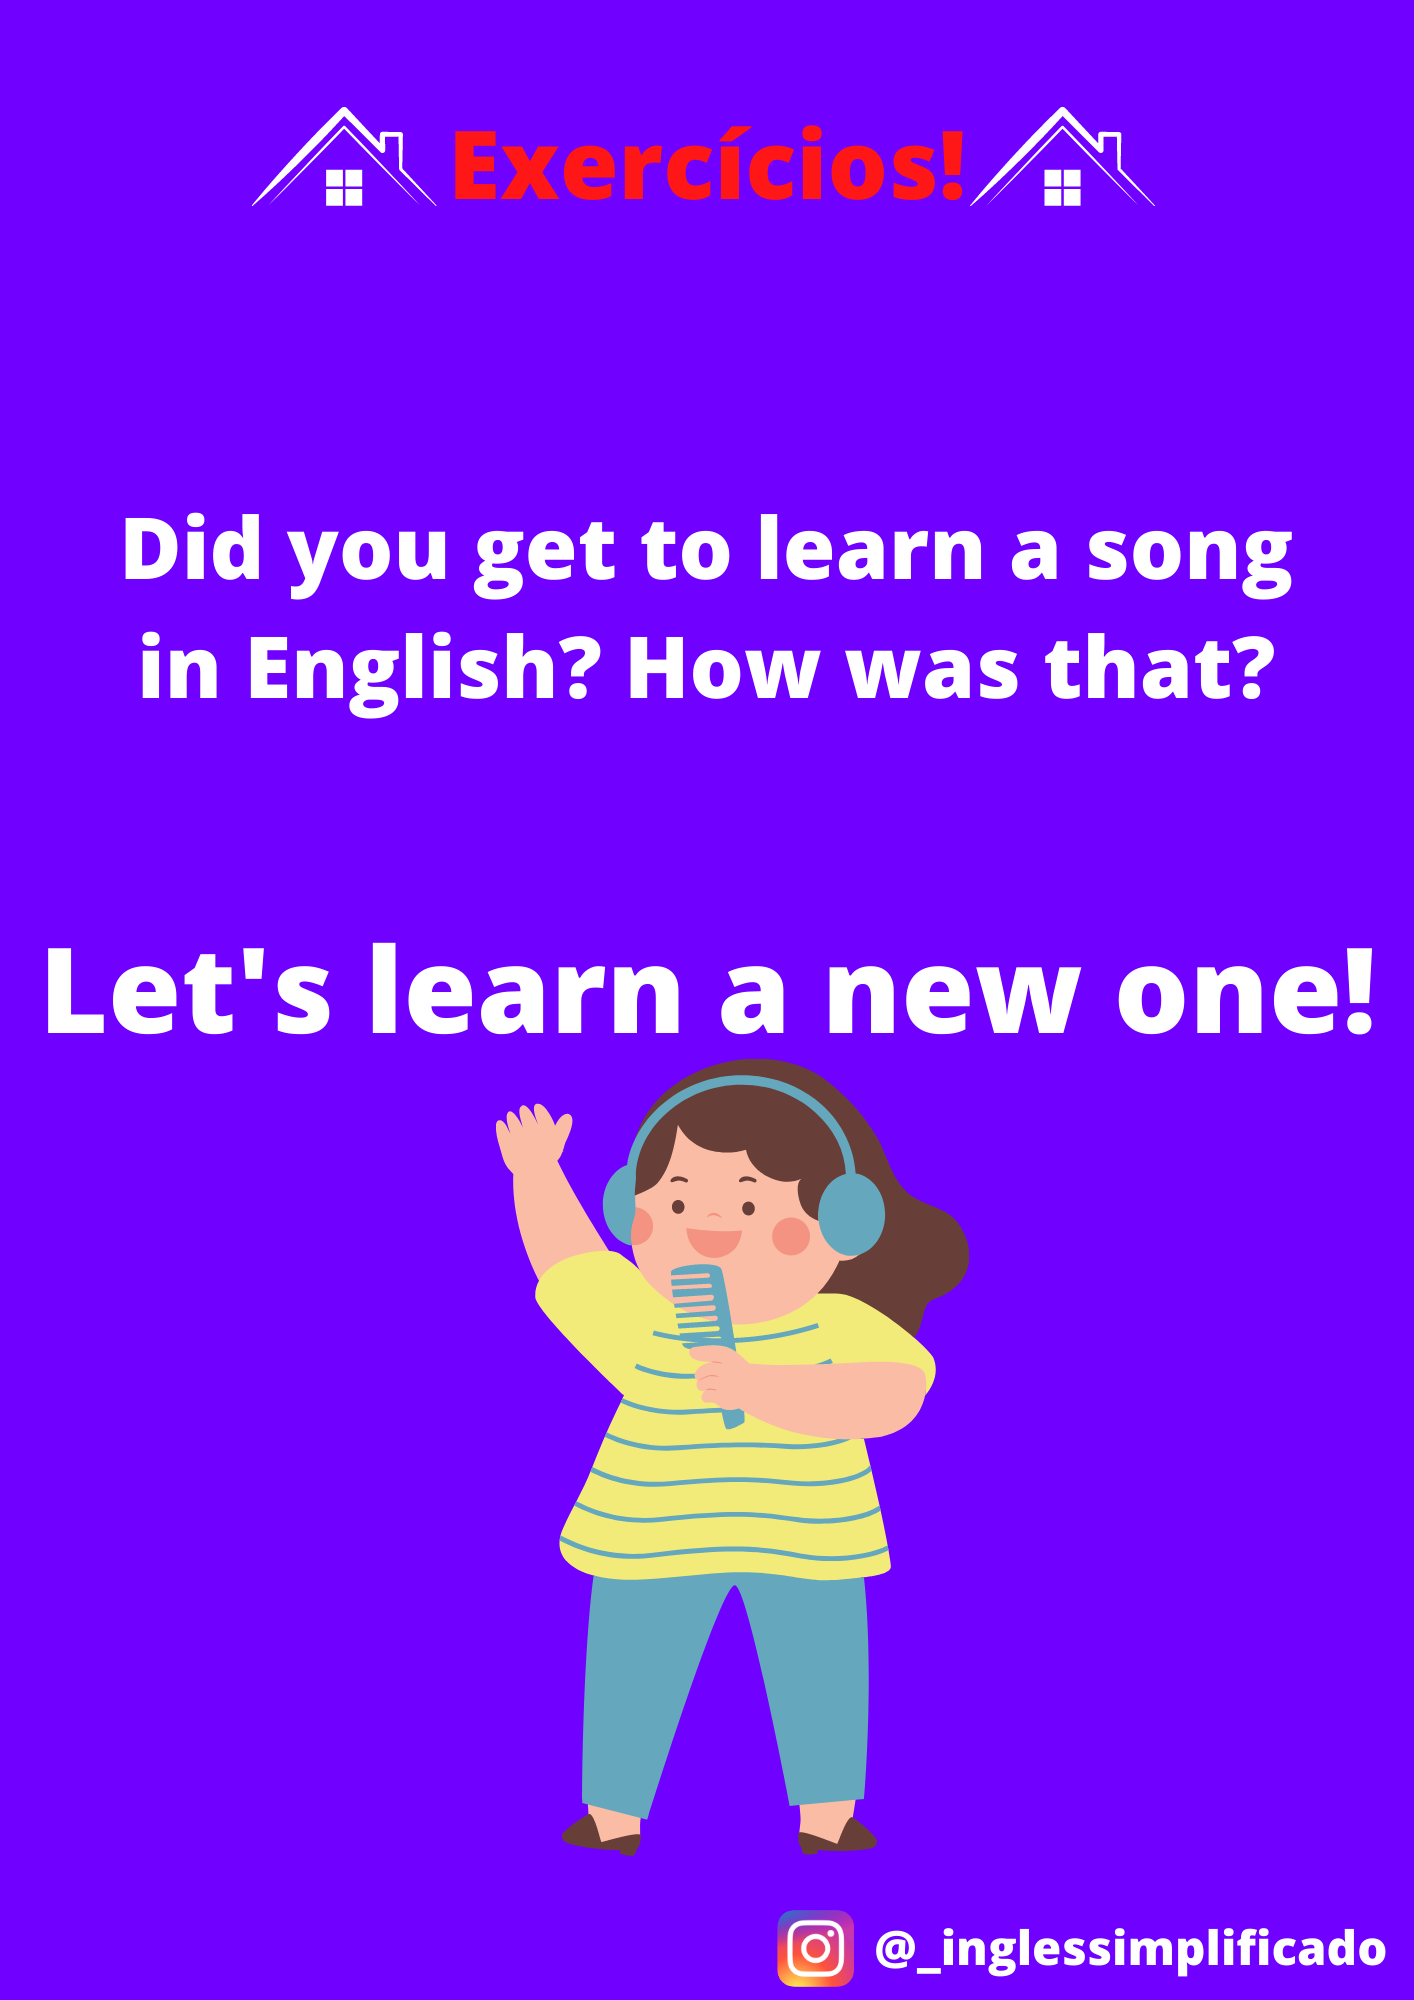 Exercícios!
Did you get to learn a song
in English? How was that?
Let's learn a new one!
@_inglessimplificado